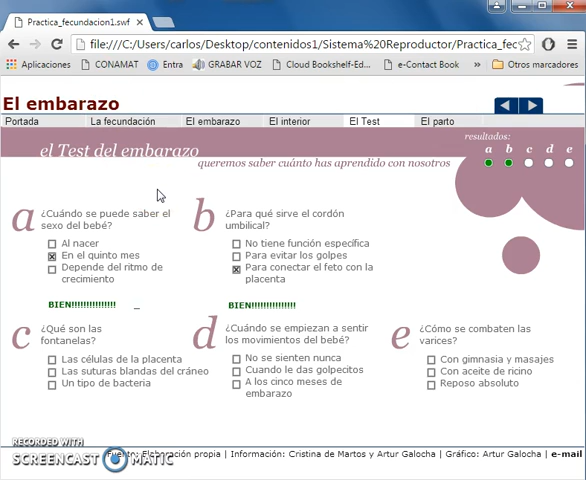 Practica_fecundacion1.swf
file:///C:/Users/carlos/Desktop/contenidos1/Sistema%20Reproductor/Practica_fec
Aplicaciones CONAMAT Entra GRABAR VOZ Cloud Bookshelf-Ed... e-Contact Book » Otros marcadores
El embarazo
Portada La fecundación El embarazo El interior El Test El parto
resultados:
el Test del embarazo
a b c d e
queremos saber cuánto has aprendido con nosotros
a
¿Cuándo se puede saber el
sexo del bebé?
Al nacer
En el quinto mes
Depende del ritmo de
crecimiento
BIEN!!!!!!!!!!!!!!!
b
¿Para qué sirve el cordón
umbilical?
No tiene función específica
Para evitar los golpes
Para conectar el feto con la
placenta
BIEN!!!!!!!!!!!!!!!
c
¿Qué son las
fontanelas?
Las células de la placenta
Las suturas blandas del cráneo
Un tipo de bacteria
d
¿Cuándo se empiezan a sentir
los movimientos del bebé?
No se sienten nunca
Cuando le das golpecitos
A los cinco meses de
embarazo
e
¿Cómo se combaten las
varices?
Con gimnasia y masajes
Con aceite de ricino
Reposo absoluto
RECORDED WITH
SCREENCAST MATIC
Fuente: Elaboración propia | Información: Cristina de Martos y Artur Galocha | Gráfico: Artur Galocha | e-mail